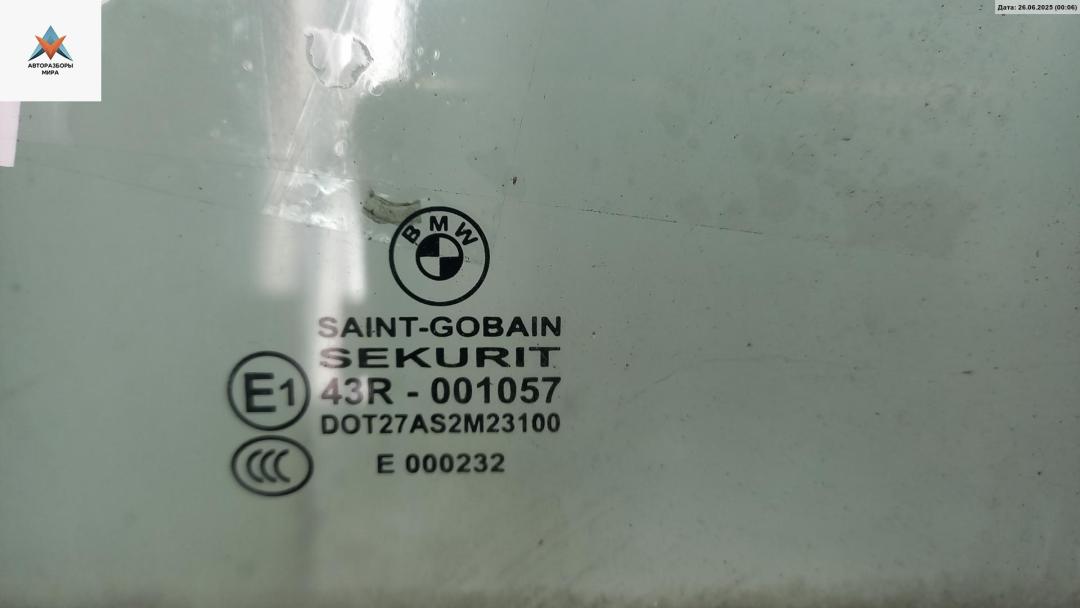 Дата: 26.06.2025 (00:06)
АВТОРАЗБОРЫ
МИРА
BMW
SAINT-GOBAIN
SEKURIT
E1
43R - 001057
DOT27AS2M23100
CCC
E 000232